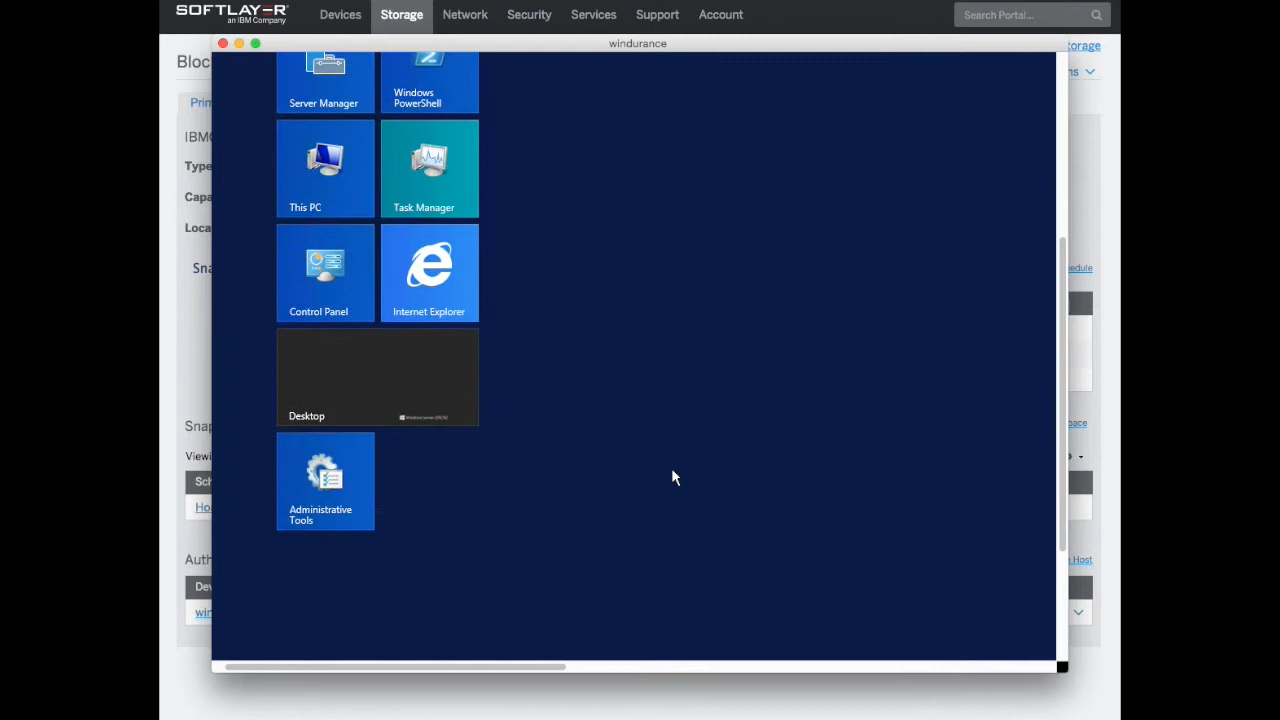 SOFTLAYER
an IBM Company
Devices Storage Network Security Services Support Account
Search Portal...
windurance
Server Manager
Windows
PowerShell
This PC
Task Manager
Control Panel
Internet Explorer
Desktop
Administrative
Tools